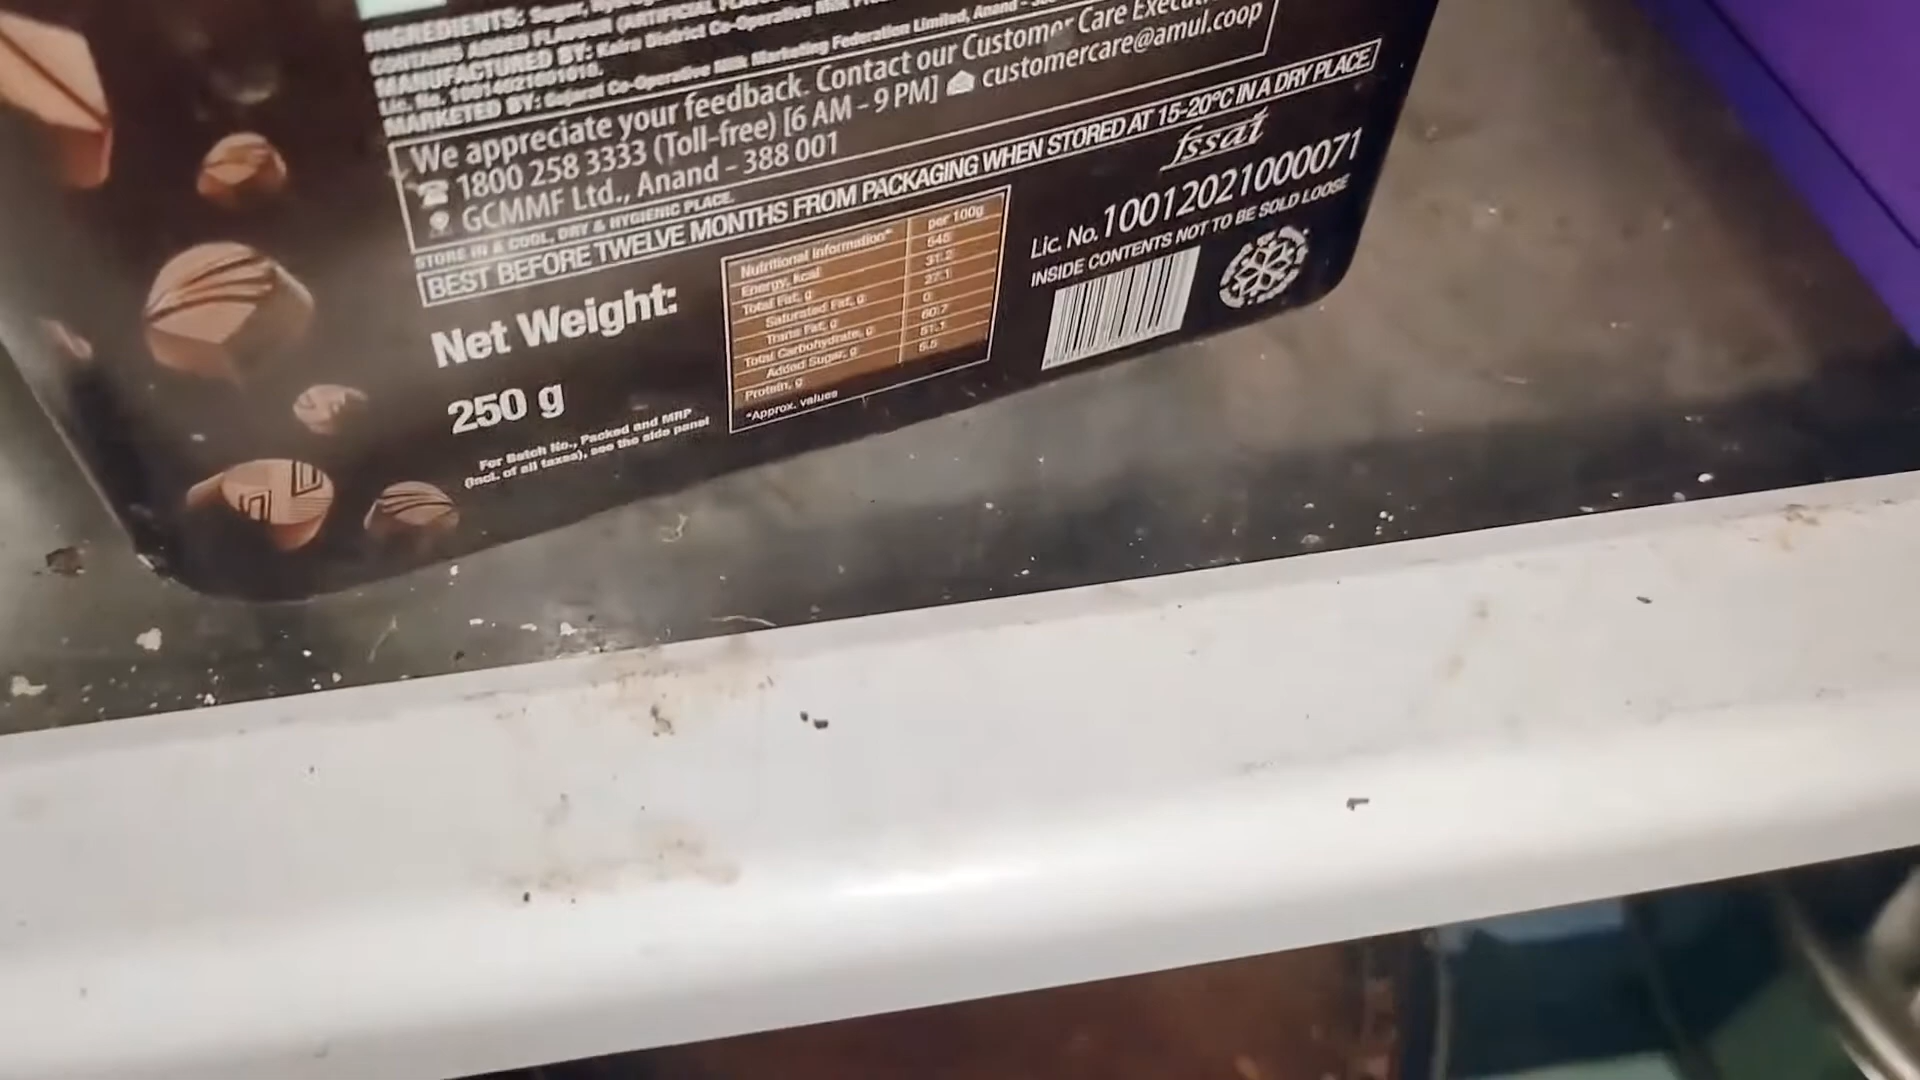 INGREDIENTS: Sugar,
CONTAINS ADDED FLAVOUR (ARTIFICIAL
MANUFACTURED BY: Kaira District Co-Operative Milk
Lic. No. 10014021001010.
MARKETED BY: Gujarat Co-Operative Milk Marketing Federation Limited, Anand -
We appreciate your feedback. Contact our Customer Care
1800 258 3333 (Toll-free) [6 AM - 9 PM] customercare@amul.coop
GCMMF Ltd., Anand - 388 001
STORE IN A COOL, DRY & HYGIENIC PLACE.
BEST BEFORE TWELVE MONTHS FROM PACKAGING WHEN STORED AT 15-20°C IN A DRY PLACE
fssai
Lic. No. 10012021000071
INSIDE CONTENTS NOT TO BE SOLD LOOSE
Net Weight:
250 g
For Batch No., Packed and MRP
(Incl. of all taxes), see the side panel
Nutritional Information* per 100g
Energy, kcal 545
Total Fat, g 31.2
Saturated Fat, g 27.1
Trans Fat, g 0
Total Carbohydrate, g 60.7
Added Sugar, g 51.1
Protein, g 5.5
*Approx. values